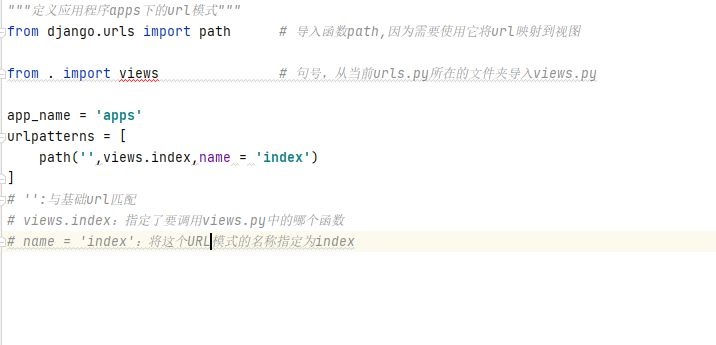 """定义应用程序apps下的url模式"""
from django.urls import path      # 导入函数path,因为需要使用它将url映射到视图
from . import views               # 句号，从当前urls.py所在的文件夹导入views.py
app_name = 'apps'
urlpatterns = [
    path('',views.index,name = 'index')
]
# '':与基础url匹配
# views.index：指定了要调用views.py中的哪个函数
# name = 'index'：将这个URL模式的名称指定为index